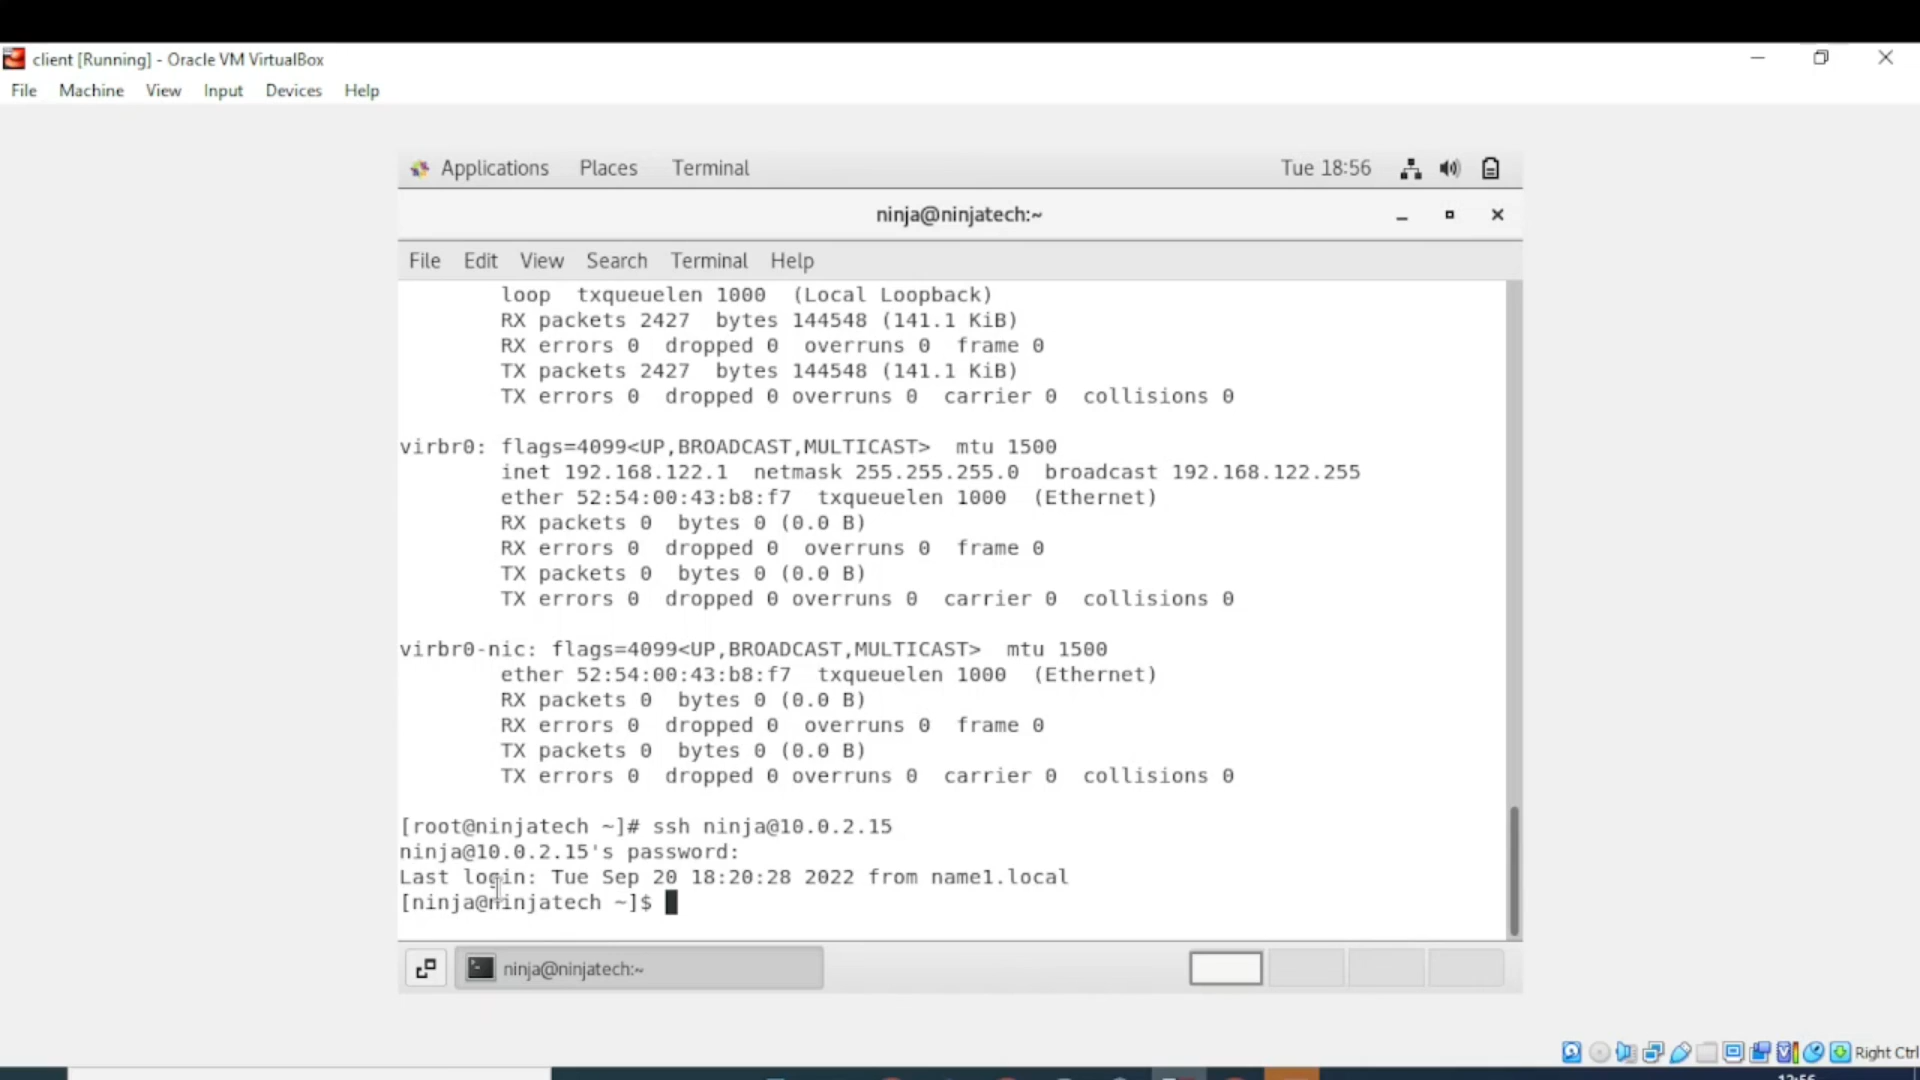 client [Running] - Oracle VM VirtualBox
File Machine View Input Devices Help
Applications Places Terminal Tue 18:56
ninja@ninjatech:~
File Edit View Search Terminal Help
loop txqueuelen 1000 (Local Loopback)
RX packets 2427 bytes 144548 (141.1 KiB)
RX errors 0 dropped 0 overruns 0 frame 0
TX packets 2427 bytes 144548 (141.1 KiB)
TX errors 0 dropped 0 overruns 0 carrier 0 collisions 0
virbr0: flags=4099<UP,BROADCAST,MULTICAST> mtu 1500
inet 192.168.122.1 netmask 255.255.255.0 broadcast 192.168.122.255
ether 52:54:00:43:b8:f7 txqueuelen 1000 (Ethernet)
RX packets 0 bytes 0 (0.0 B)
RX errors 0 dropped 0 overruns 0 frame 0
TX packets 0 bytes 0 (0.0 B)
TX errors 0 dropped 0 overruns 0 carrier 0 collisions 0
virbr0-nic: flags=4099<UP,BROADCAST,MULTICAST> mtu 1500
ether 52:54:00:43:b8:f7 txqueuelen 1000 (Ethernet)
RX packets 0 bytes 0 (0.0 B)
RX errors 0 dropped 0 overruns 0 frame 0
TX packets 0 bytes 0 (0.0 B)
TX errors 0 dropped 0 overruns 0 carrier 0 collisions 0
[root@ninjatech ~]# ssh ninja@10.0.2.15
ninja@10.0.2.15's password:
Last login: Tue Sep 20 18:20:28 2022 from name1.local
[ninja@ninjatech ~]$
ninja@ninjatech:~
Right Ctrl